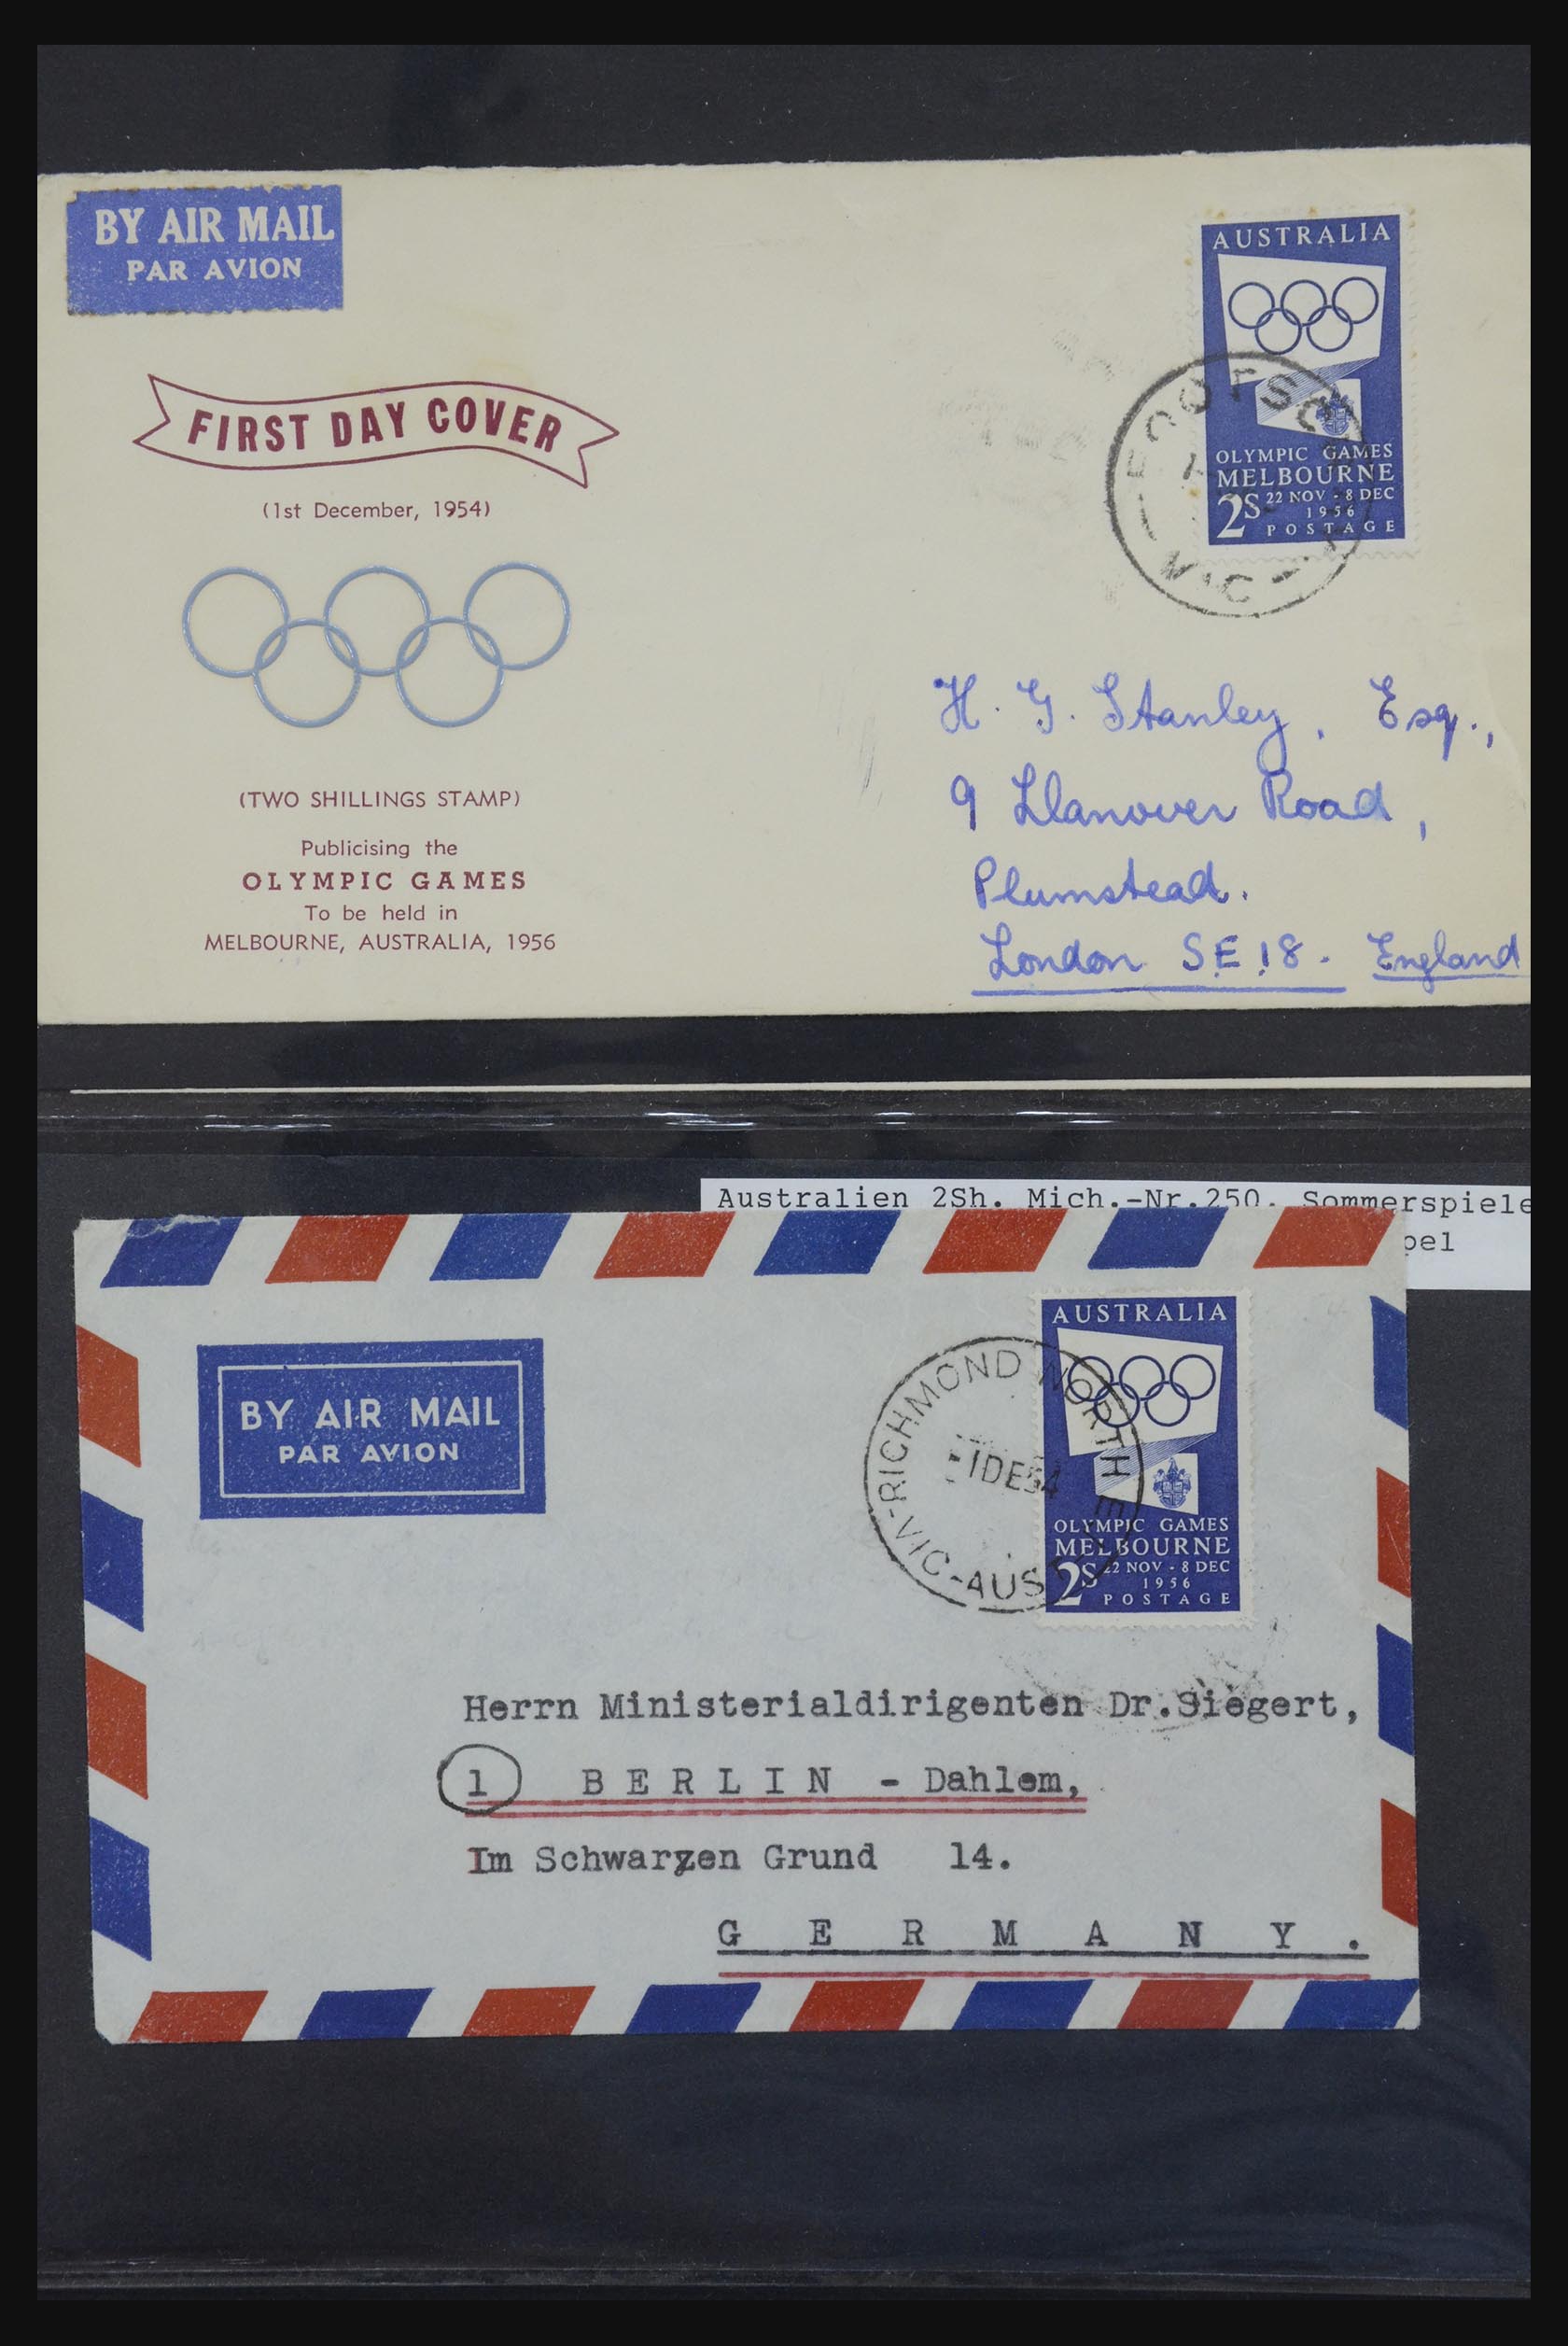 BY AIR MAIL
PAR AVION
AUSTRALIA
OLYMPIC GAMES
MELBOURNE
2S 22 NOV - 8 DEC
1956
POSTAGE
VIC
FIRST DAY COVER
(1st December, 1954)
(TWO SHILLINGS STAMP)
Publicising the
OLYMPIC GAMES
To be held in
MELBOURNE, AUSTRALIA, 1956
H. G. Stanley, Esq.,
9 Llanover Road,
Plumstead.
London SE 18. England
Australien 2Sh. Mich.-Nr.250. Sommerspiele
BY AIR MAIL
PAR AVION
RICHMOND NORTH E
-1DE54
VIC-AUS
AUSTRALIA
OLYMPIC GAMES
MELBOURNE
2S 22 NOV - 8 DEC
1956
POSTAGE
Herrn Ministerialdirigenten Dr.Siegert,
1 BERLIN - Dahlem,
Im Schwarzen Grund 14.
GERMANY.